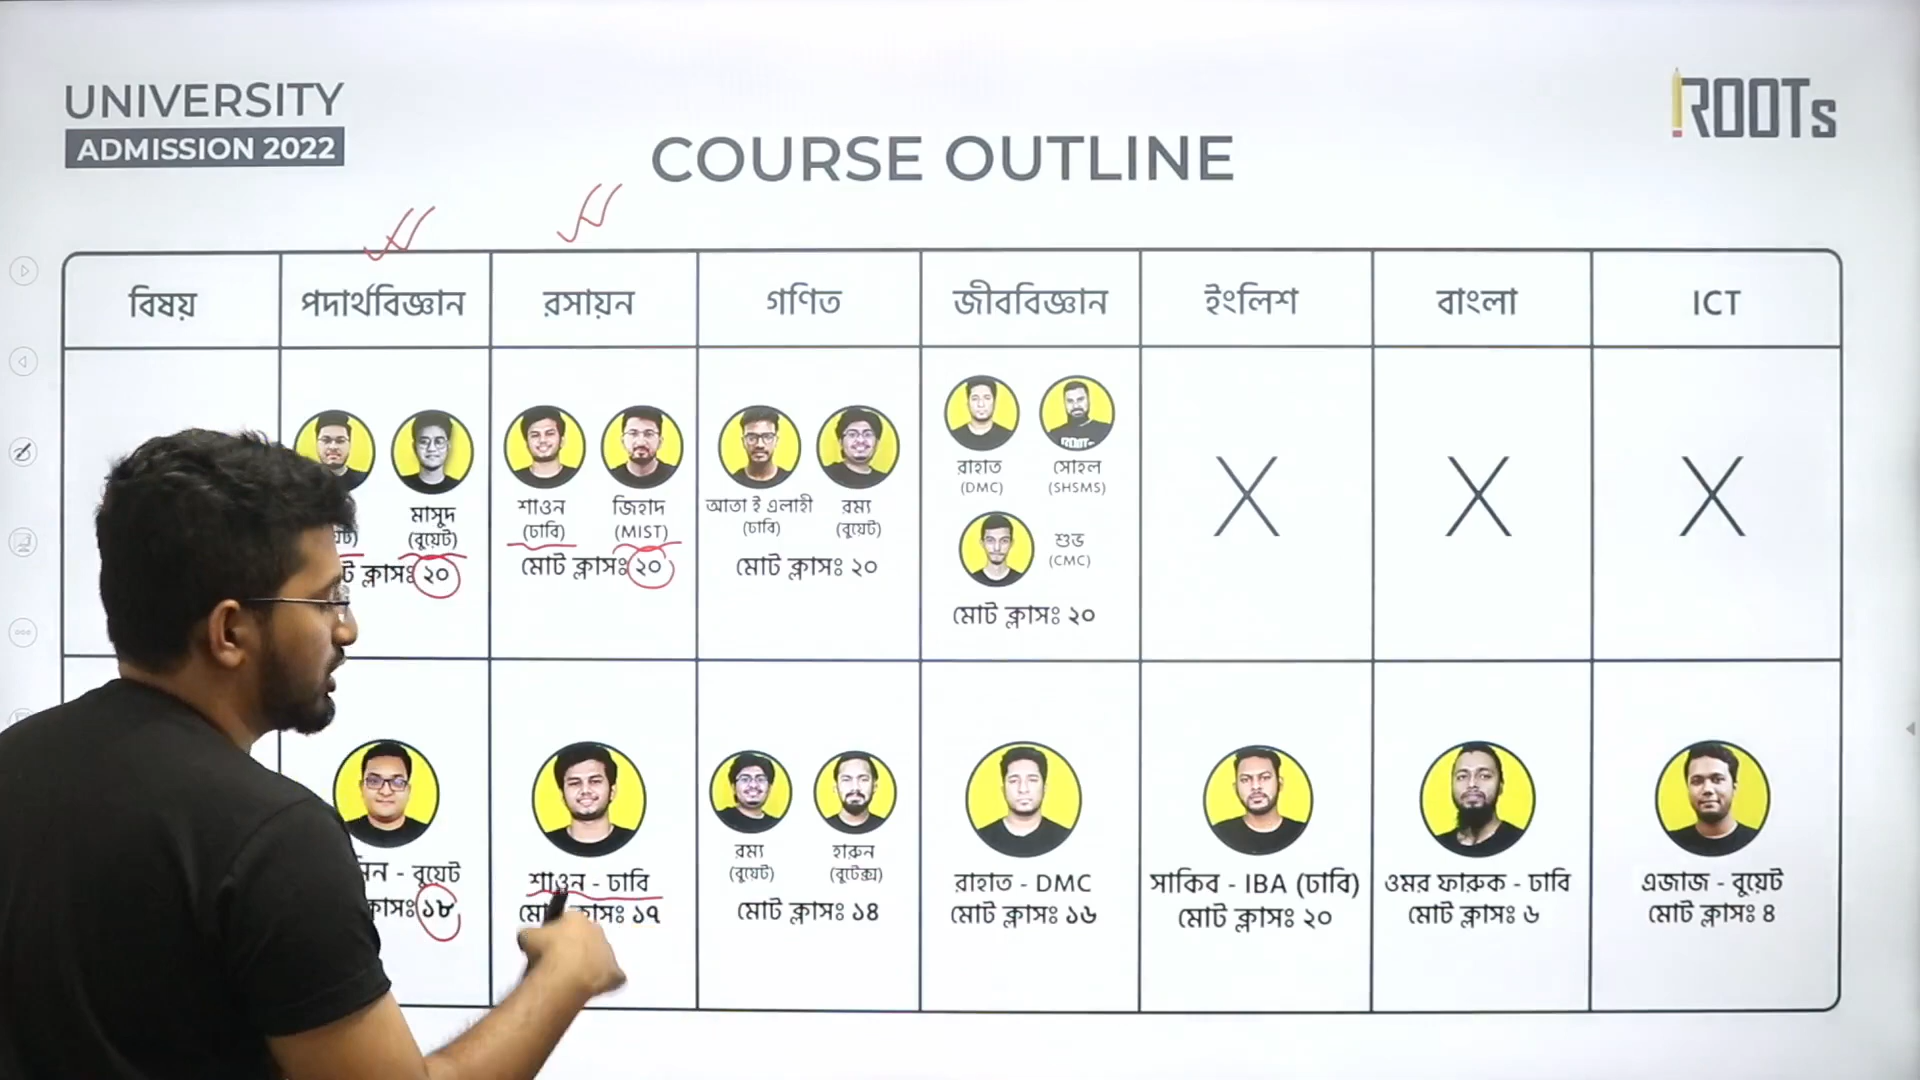 UNIVERSITY
ADMISSION 2022
ROOTs
COURSE OUTLINE
বিষয় পদার্থবিজ্ঞান রসায়ন গণিত জীববিজ্ঞান ইংলিশ বাংলা ICT
মাসুদ
(বুয়েট)
ক্লাসঃ ২০
শাওন জিহাদ
(ঢাবি) (MIST)
মোট ক্লাসঃ ২০
আতা ই এলাহী রম্য
(ঢাবি) (বুয়েট)
মোট ক্লাসঃ ২০
রাহাত সোহল
(DMC) (SHSMS)
শুভ
(CMC)
মোট ক্লাসঃ ২০
X X X
- বুয়েট
১৮
শাওন - ঢাবি
১৭
রম্য হারুন
(বুয়েট) (বুটেক্স)
মোট ক্লাসঃ ১৪
রাহাত - DMC
মোট ক্লাসঃ ১৬
সাকিব - IBA (ঢাবি)
মোট ক্লাসঃ ২০
ওমর ফারুক - ঢাবি
মোট ক্লাসঃ ৬
এজাজ - বুয়েট
মোট ক্লাসঃ ৪